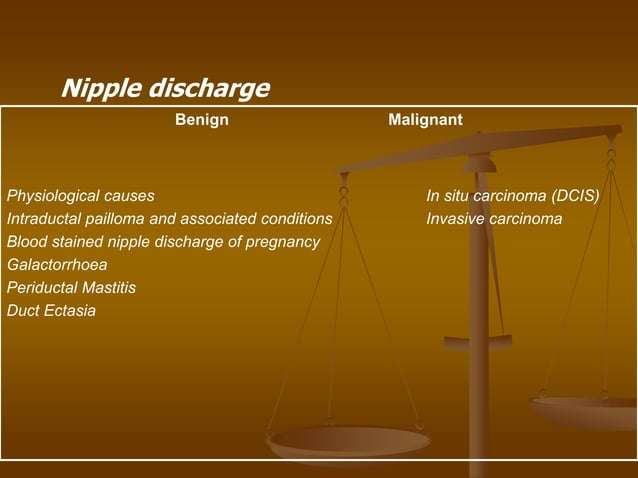 Nipple discharge
Benign
Malignant
Physiological causes
Intraductal pailloma and associated conditions
Blood stained nipple discharge of pregnancy
Galactorrhoea
Periductal Mastitis
Duct Ectasia
In situ carcinoma (DCIS)
Invasive carcinoma